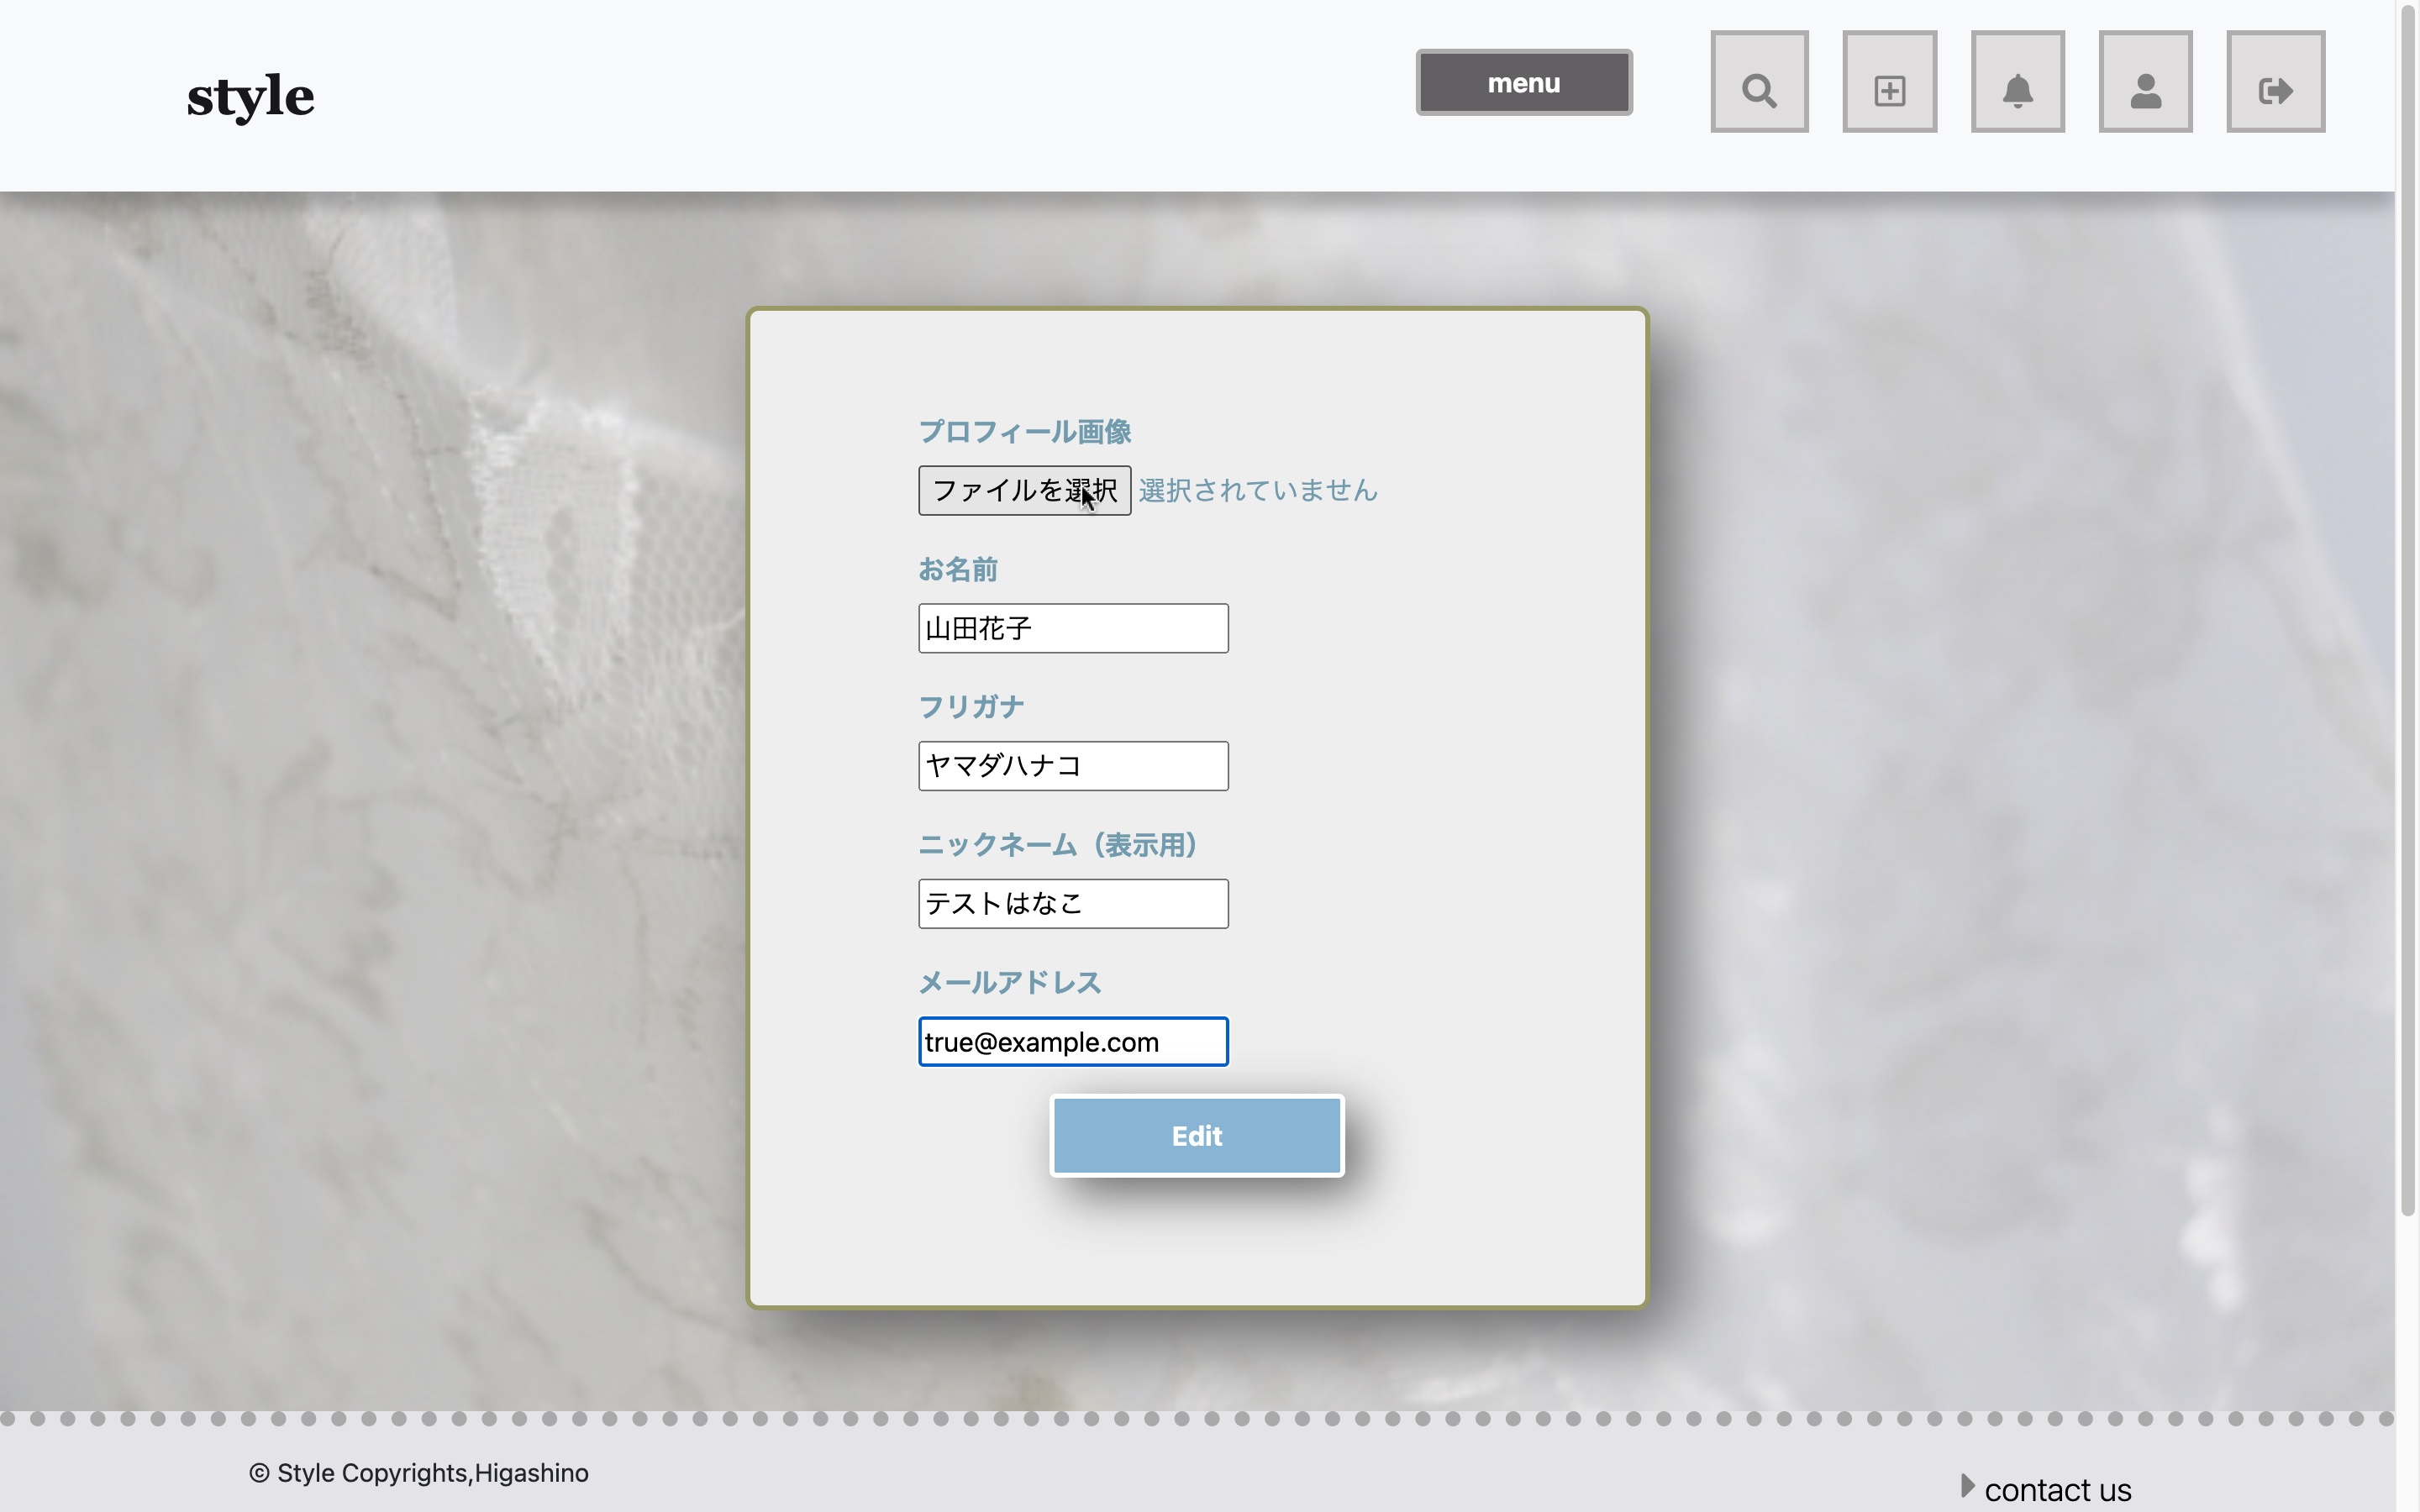 style
menu
プロフィール画像
ファイルを選択 選択されていません
お名前
山田花子
フリガナ
ヤマダハナコ
ニックネーム（表示用）
テストはなこ
メールアドレス
true@example.com
Edit
© Style Copyrights,Higashino
contact us